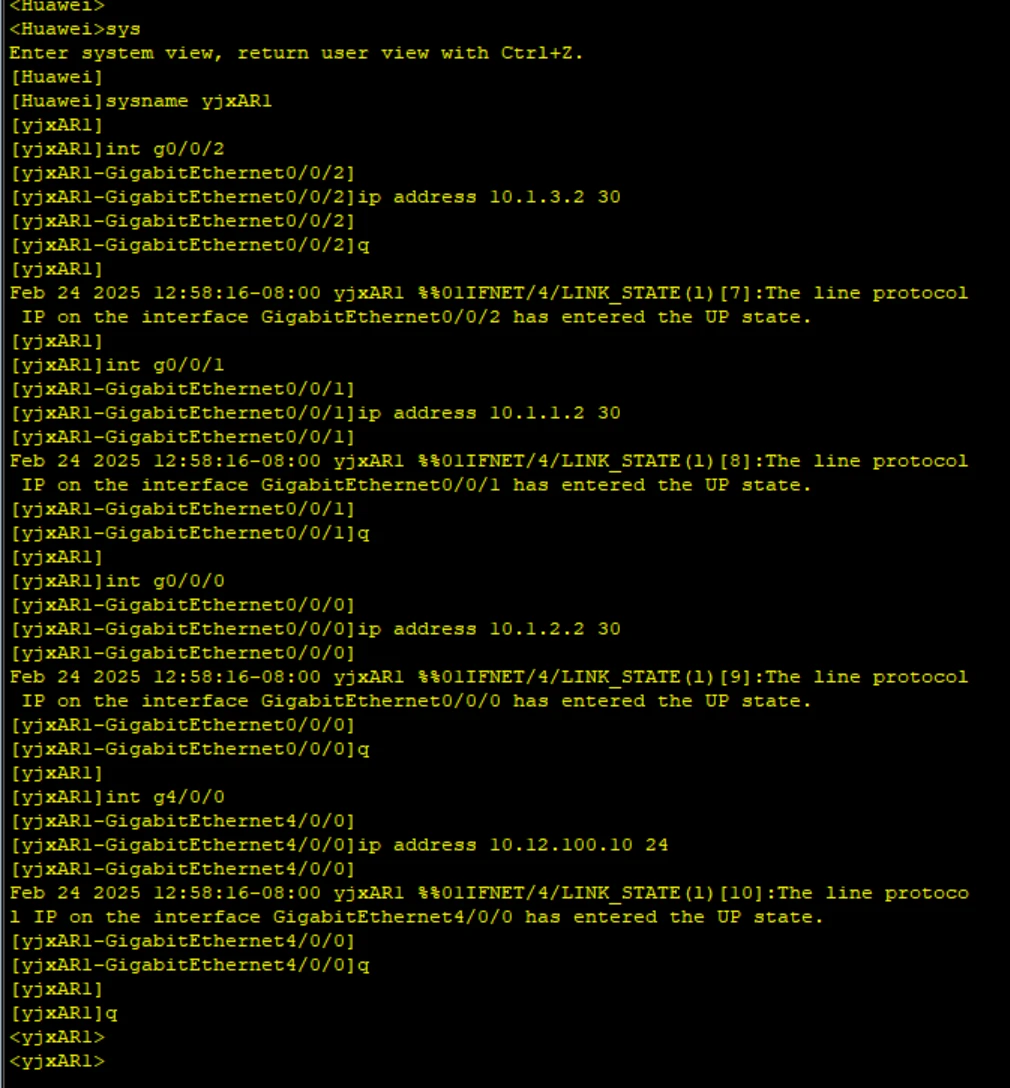 <Huawei>
<Huawei>sys
Enter system view, return user view with Ctrl+Z.
[Huawei]
[Huawei]sysname yjxAR1
[yjxAR1]
[yjxAR1]int g0/0/2
[yjxAR1-GigabitEthernet0/0/2]
[yjxAR1-GigabitEthernet0/0/2]ip address 10.1.3.2 30
[yjxAR1-GigabitEthernet0/0/2]
[yjxAR1-GigabitEthernet0/0/2]q
[yjxAR1]
Feb 24 2025 12:58:16-08:00 yjxAR1 %%01IFNET/4/LINK_STATE(l)[7]:The line protocol
 IP on the interface GigabitEthernet0/0/2 has entered the UP state.
[yjxAR1]
[yjxAR1]int g0/0/1
[yjxAR1-GigabitEthernet0/0/1]
[yjxAR1-GigabitEthernet0/0/1]ip address 10.1.1.2 30
[yjxAR1-GigabitEthernet0/0/1]
Feb 24 2025 12:58:16-08:00 yjxAR1 %%01IFNET/4/LINK_STATE(l)[8]:The line protocol
 IP on the interface GigabitEthernet0/0/1 has entered the UP state.
[yjxAR1-GigabitEthernet0/0/1]
[yjxAR1-GigabitEthernet0/0/1]q
[yjxAR1]
[yjxAR1]int g0/0/0
[yjxAR1-GigabitEthernet0/0/0]
[yjxAR1-GigabitEthernet0/0/0]ip address 10.1.2.2 30
[yjxAR1-GigabitEthernet0/0/0]
Feb 24 2025 12:58:16-08:00 yjxAR1 %%01IFNET/4/LINK_STATE(l)[9]:The line protocol
 IP on the interface GigabitEthernet0/0/0 has entered the UP state.
[yjxAR1-GigabitEthernet0/0/0]
[yjxAR1-GigabitEthernet0/0/0]q
[yjxAR1]
[yjxAR1]int g4/0/0
[yjxAR1-GigabitEthernet4/0/0]
[yjxAR1-GigabitEthernet4/0/0]ip address 10.12.100.10 24
[yjxAR1-GigabitEthernet4/0/0]
Feb 24 2025 12:58:16-08:00 yjxAR1 %%01IFNET/4/LINK_STATE(l)[10]:The line protoco
l IP on the interface GigabitEthernet4/0/0 has entered the UP state.
[yjxAR1-GigabitEthernet4/0/0]
[yjxAR1-GigabitEthernet4/0/0]q
[yjxAR1]
[yjxAR1]q
<yjxAR1>
<yjxAR1>